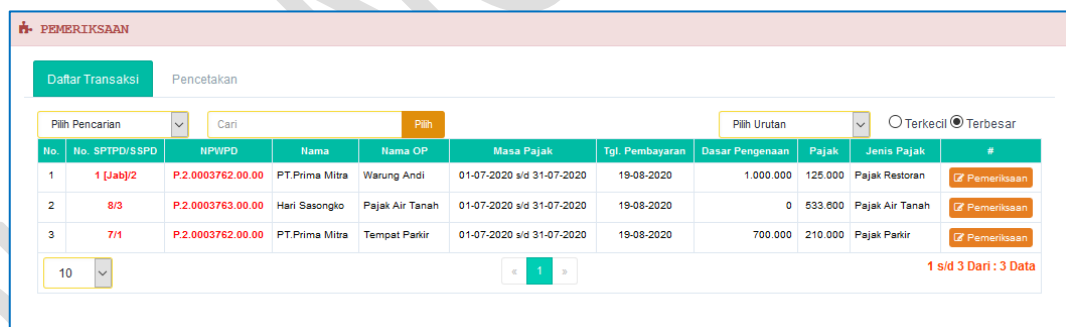 PEMERIKSAAN
Daftar Transaksi Pencetakan
Pilih Pencarian Cari Pilih Pilih Urutan Terkecil Terbesar
No. No. SPTPD/SSPD NPWPD Nama Nama OP Masa Pajak Tgl. Pembayaran Dasar Pengenaan Pajak Jenis Pajak #
1 1 [Jab]/2 P.2.0003762.00.00 PT.Prima Mitra Warung Andi 01-07-2020 s/d 31-07-2020 19-08-2020 1.000.000 125.000 Pajak Restoran Pemeriksaan
2 8/3 P.2.0003763.00.00 Hari Sasongko Pajak Air Tanah 01-07-2020 s/d 31-07-2020 19-08-2020 0 533.600 Pajak Air Tanah Pemeriksaan
3 7/1 P.2.0003762.00.00 PT.Prima Mitra Tempat Parkir 01-07-2020 s/d 31-07-2020 19-08-2020 700.000 210.000 Pajak Parkir Pemeriksaan
10 « 1 » 1 s/d 3 Dari : 3 Data